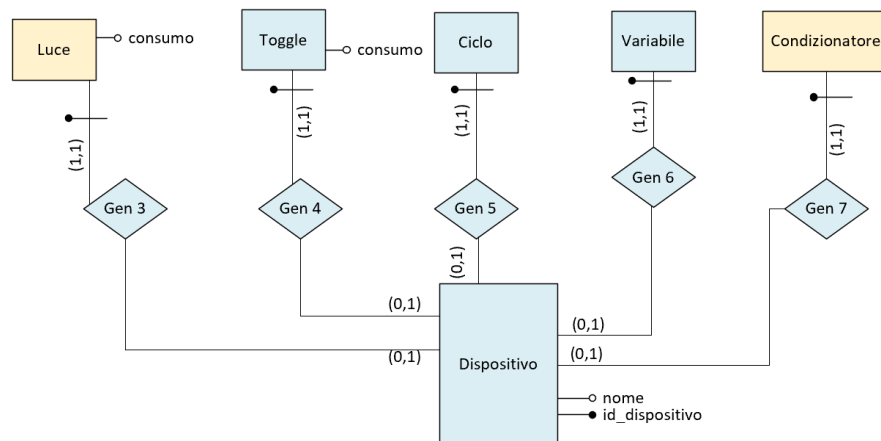 Luce
consumo
Toggle
consumo
Ciclo
Variabile
Condizionatore
(1,1)
(1,1)
(1,1)
(1,1)
(1,1)
Gen 3
Gen 4
Gen 5
Gen 6
Gen 7
(0,1)
(0,1)
(0,1)
(0,1)
(0,1)
Dispositivo
nome
id_dispositivo